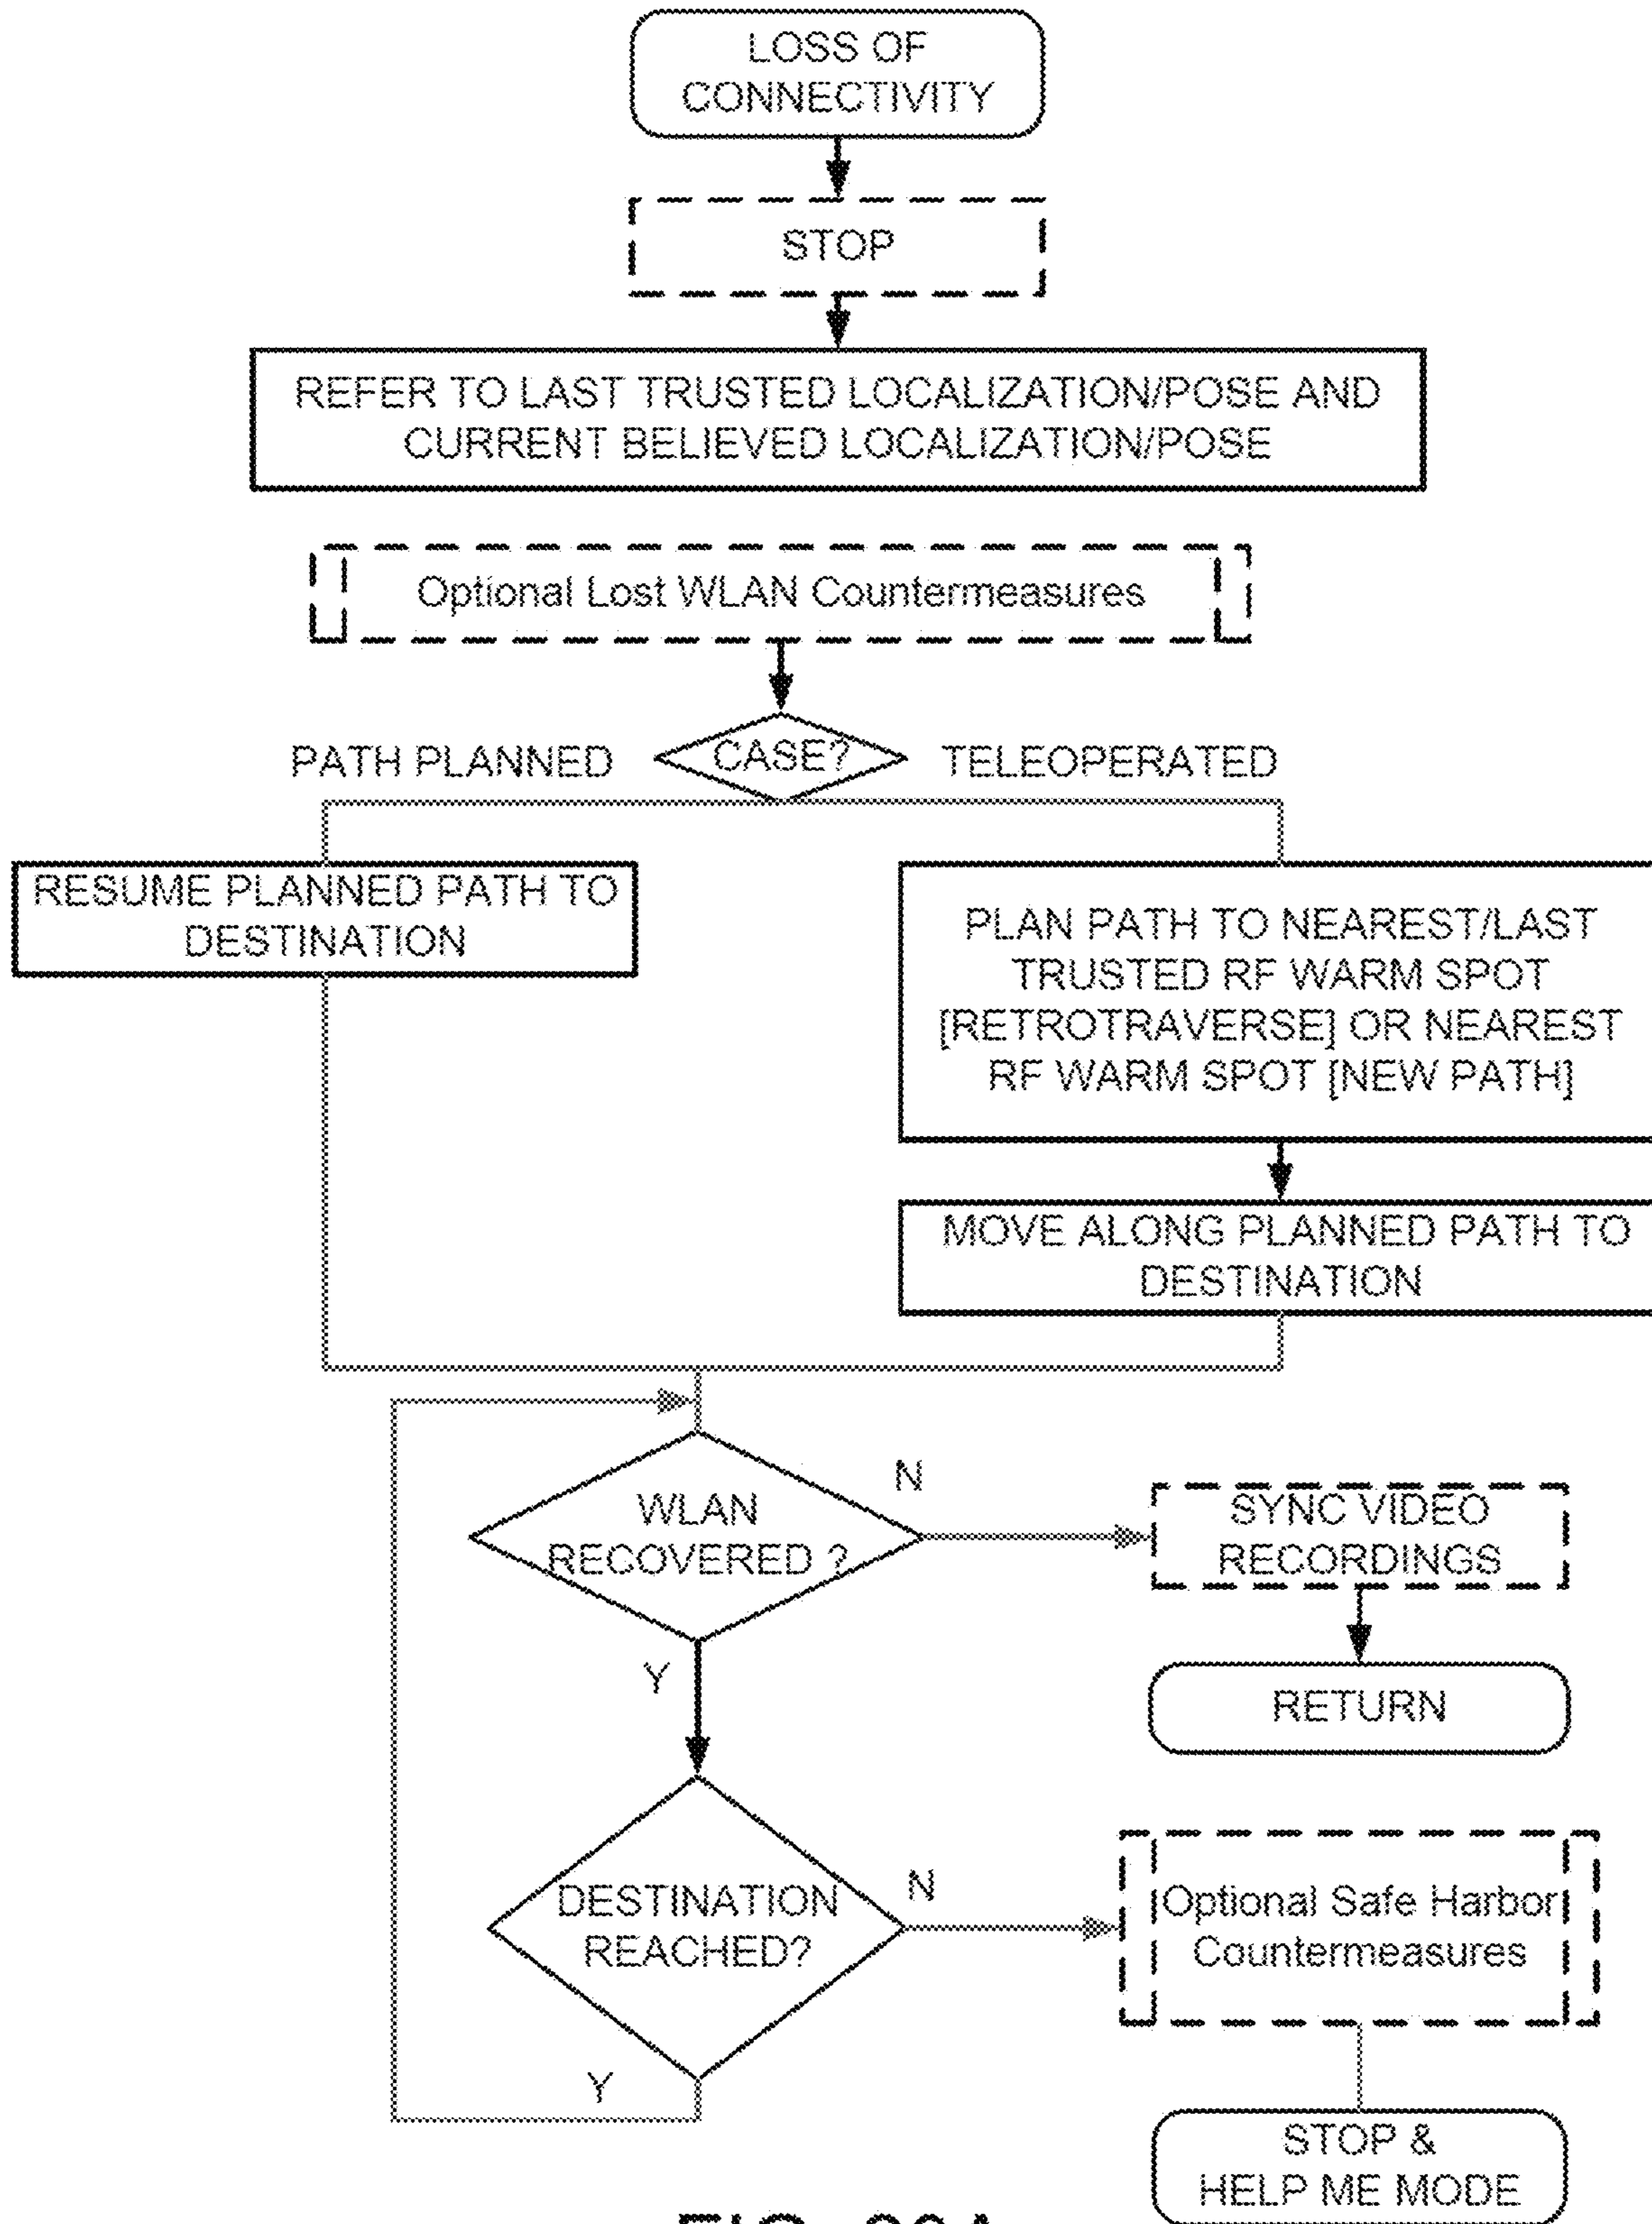 LOSS OF
CONNECTIVITY
STOP
REFER TO LAST TRUSTED LOCALIZATION/POSE AND
CURRENT BELIEVED LOCALIZATION/POSE
Optional Lost WLAN Countermeasures
PATH PLANNED
CASE?
TELEOPERATED
RESUME PLANNED PATH TO
DESTINATION
PLAN PATH TO NEAREST/LAST
TRUSTED RF WARM SPOT
[RETROTRAVERSE] OR NEAREST
RF WARM SPOT [NEW PATH]
MOVE ALONG PLANNED PATH TO
DESTINATION
WLAN
RECOVERED ?
N
SYNC VIDEO
RECORDINGS
Y
RETURN
DESTINATION
REACHED?
N
Optional Safe Harbor
Countermeasures
Y
STOP &
HELP ME MODE